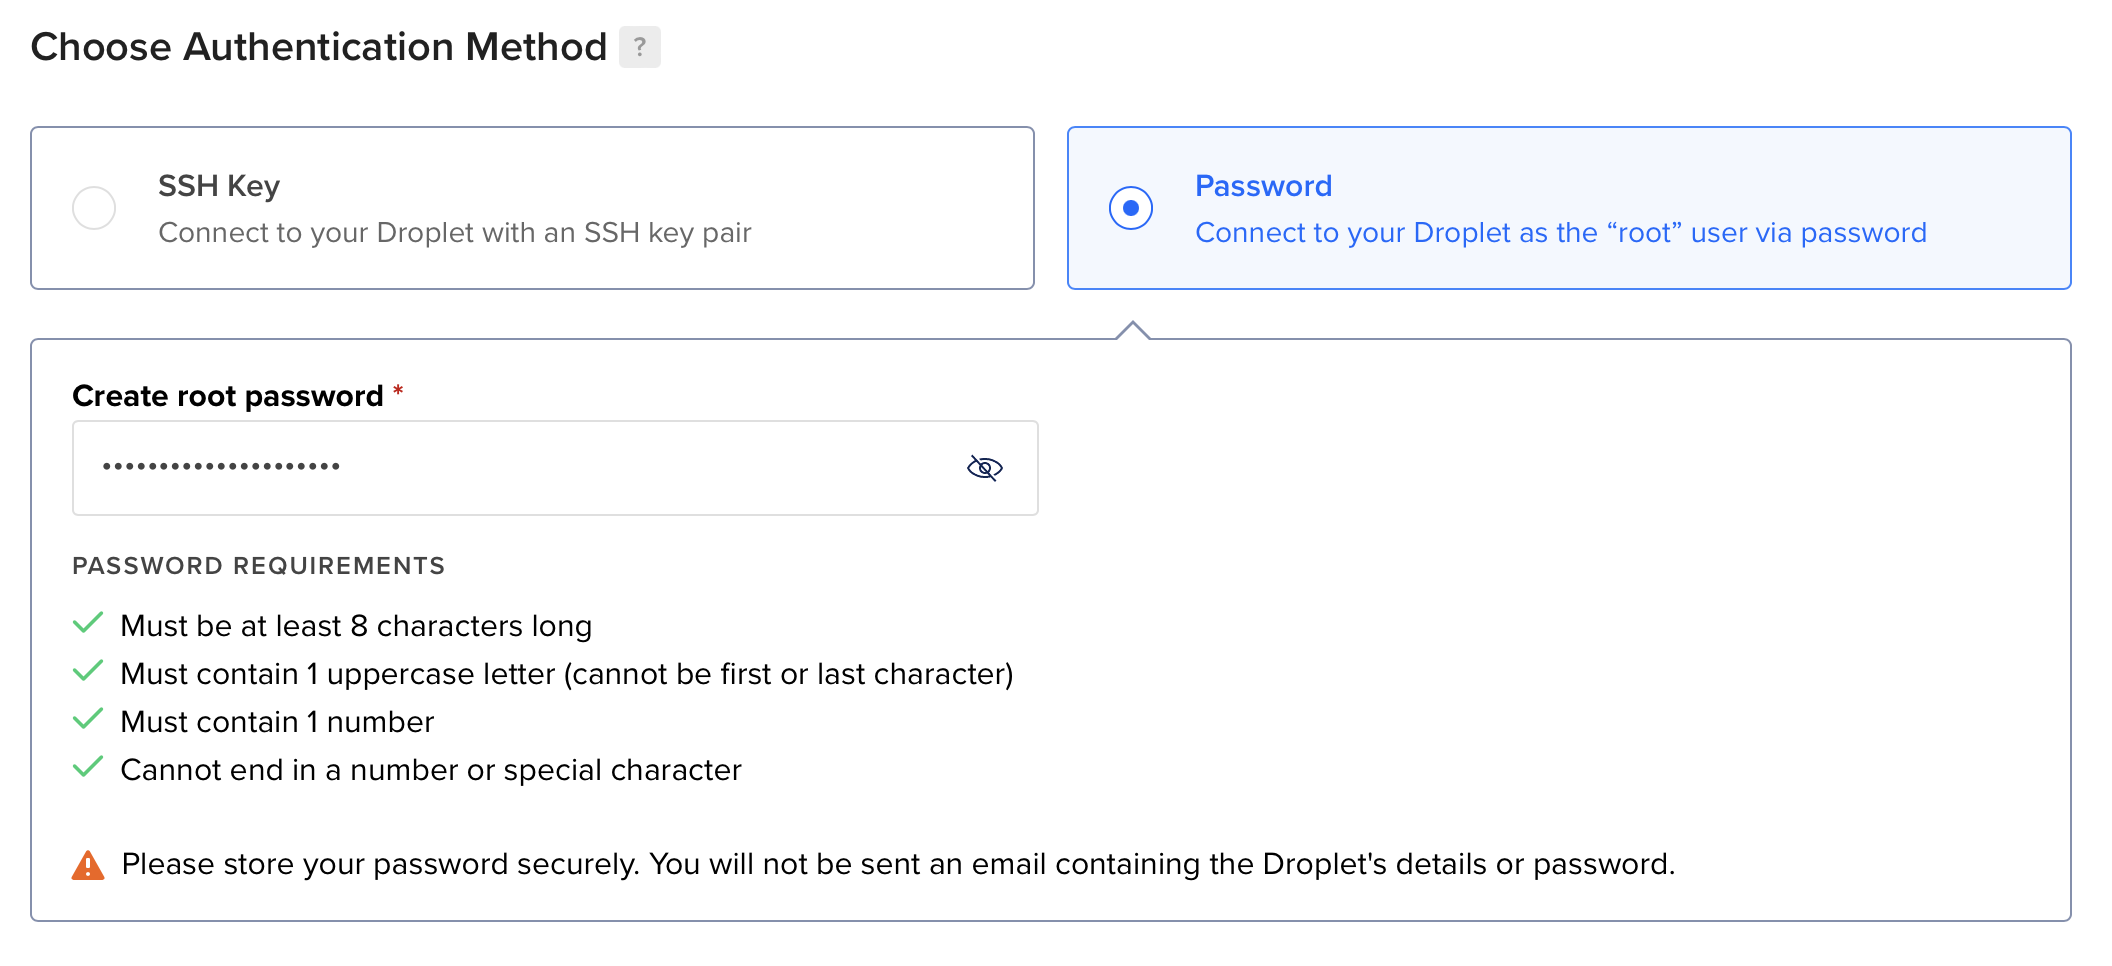 Choose Authentication Method ?
SSH Key
Connect to your Droplet with an SSH key pair
Password
Connect to your Droplet as the “root” user via password
Create root password *
•••••••••••••••••••••
PASSWORD REQUIREMENTS
Must be at least 8 characters long
Must contain 1 uppercase letter (cannot be first or last character)
Must contain 1 number
Cannot end in a number or special character
Please store your password securely. You will not be sent an email containing the Droplet's details or password.